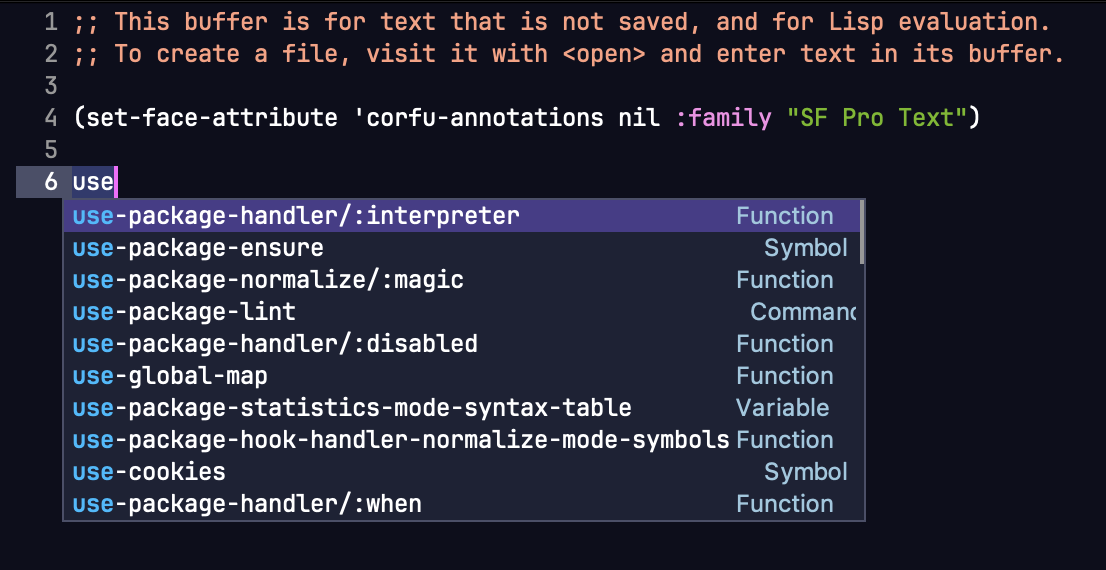 1 ;; This buffer is for text that is not saved, and for Lisp evaluation.
2 ;; To create a file, visit it with <open> and enter text in its buffer.
3
4 (set-face-attribute 'corfu-annotations nil :family "SF Pro Text")
5
6 use
use-package-handler/:interpreter Function
use-package-ensure Symbol
use-package-normalize/:magic Function
use-package-lint Command
use-package-handler/:disabled Function
use-global-map Function
use-package-statistics-mode-syntax-table Variable
use-package-hook-handler-normalize-mode-symbols Function
use-cookies Symbol
use-package-handler/:when Function